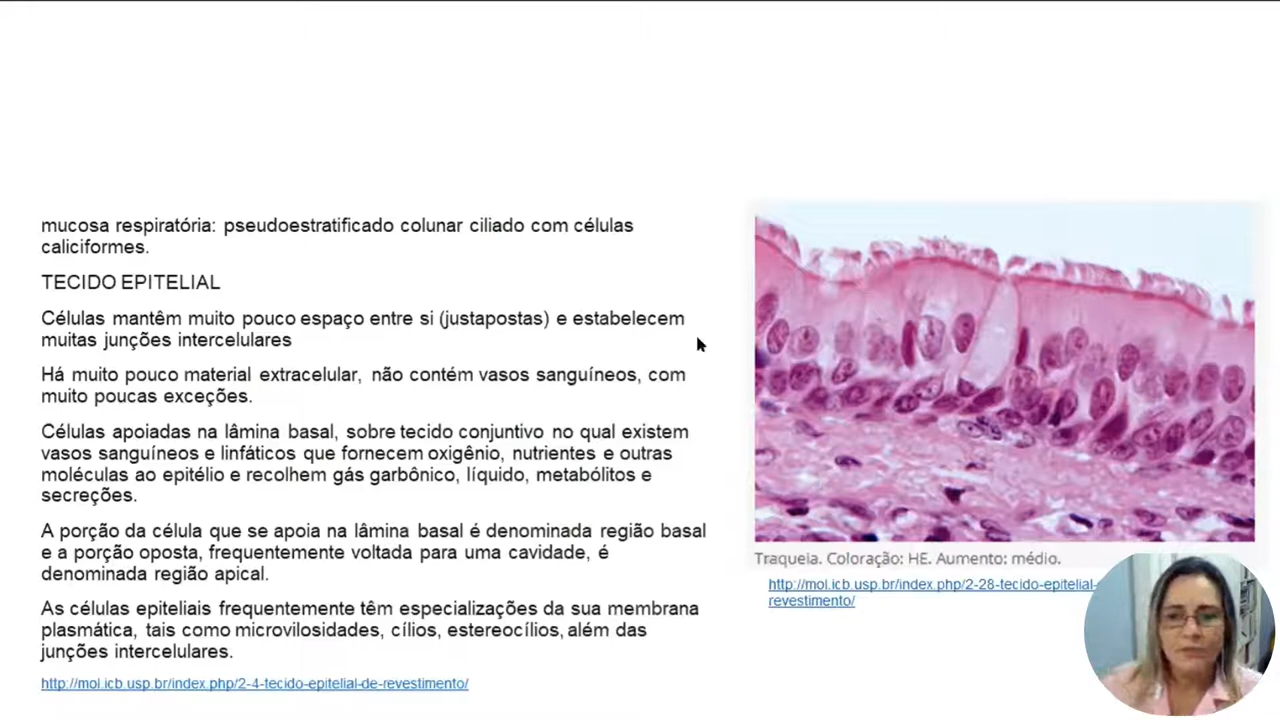 mucosa respiratória: pseudoestratificado colunar ciliado com células
caliciformes.
TECIDO EPITELIAL
Células mantêm muito pouco espaço entre si (justapostas) e estabelecem
muitas junções intercelulares
Há muito pouco material extracelular, não contém vasos sanguíneos, com
muito poucas exceções.
Células apoiadas na lâmina basal, sobre tecido conjuntivo no qual existem
vasos sanguíneos e linfáticos que fornecem oxigênio, nutrientes e outras
moléculas ao epitélio e recolhem gás garbônico, líquido, metabólitos e
secreções.
A porção da célula que se apoia na lâmina basal é denominada região basal
e a porção oposta, frequentemente voltada para uma cavidade, é
denominada região apical.
As células epiteliais frequentemente têm especializações da sua membrana
plasmática, tais como microvilosidades, cílios, estereocílios, além das
junções intercelulares.
http://mol.icb.usp.br/index.php/2-4-tecido-epitelial-de-revestimento/
Traqueia. Coloração: HE. Aumento: médio.
http://mol.icb.usp.br/index.php/2-28-tecido-epitelial-
revestimento/